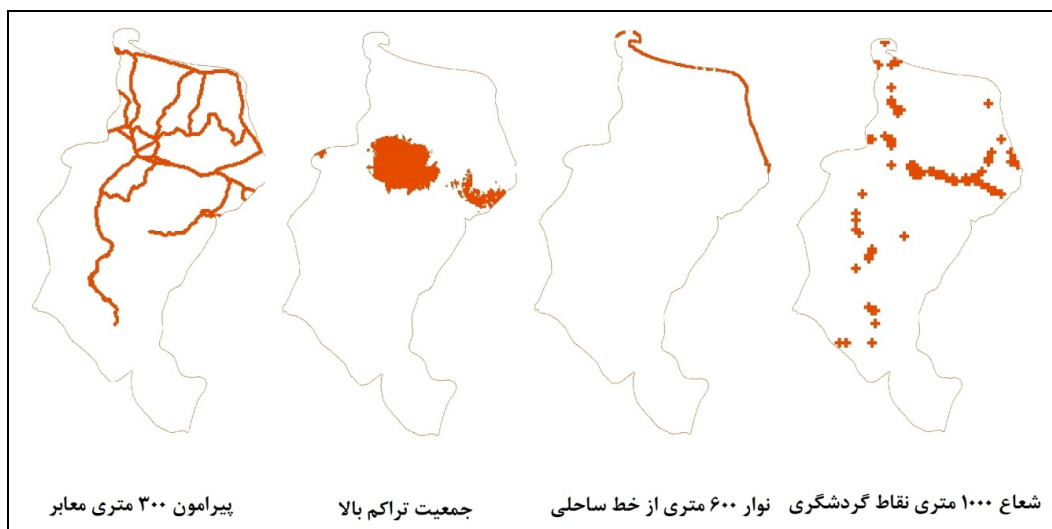 شعاع ۱۰۰۰ متری نقاط گردشگری
نوار ۶۰۰ متری از خط ساحلی
جمعیت تراکم بالا
پیرامون ۳۰۰ متری معابر